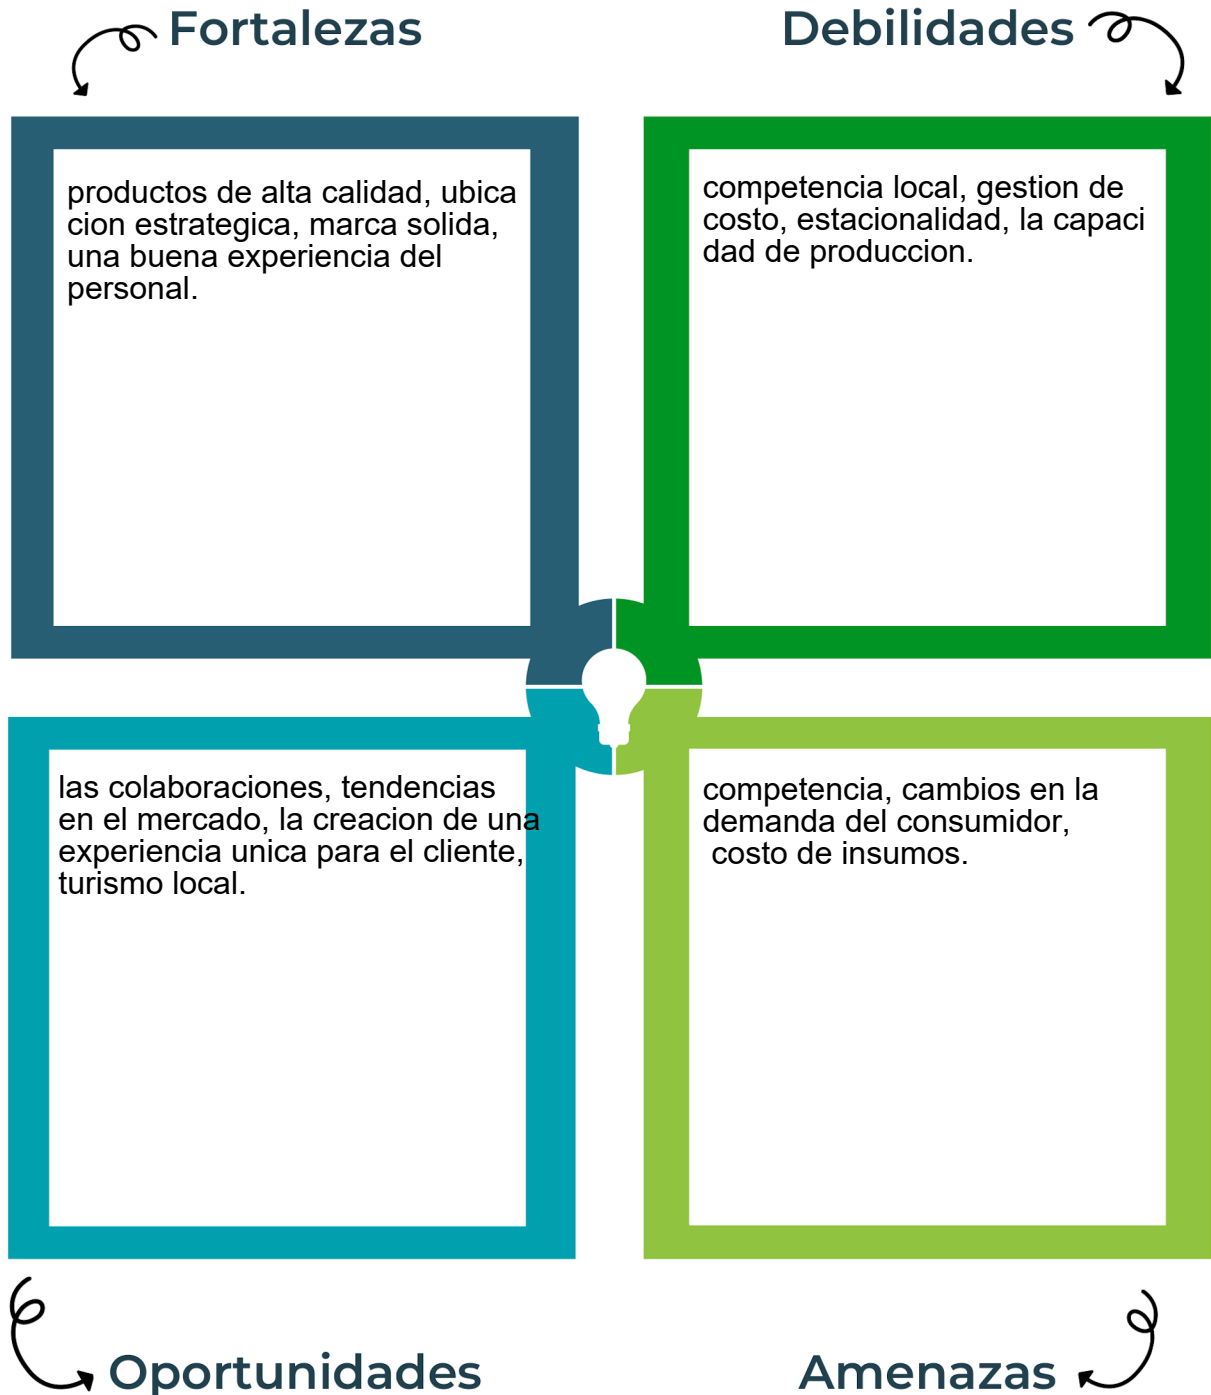 Fortalezas
productos de alta calidad, ubica
cion estrategica, marca solida,
una buena experiencia del
personal.
Debilidades
competencia local, gestion de
costo, estacionalidad, la capaci
dad de produccion.
las colaboraciones, tendencias
en el mercado, la creacion de una
experiencia unica para el cliente,
turismo local.
Oportunidades
competencia, cambios en la
demanda del consumidor,
costo de insumos.
Amenazas